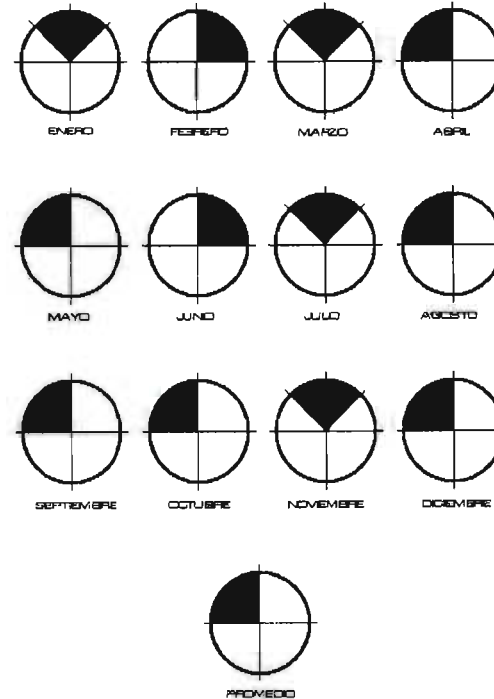 ENERO FEBRERO MARZO ABRIL
MAYO JUNIO JULIO AGOSTO
SEPTIEMBRE OCTUBRE NOVIEMBRE DICIEMBRE
PROMEDIO